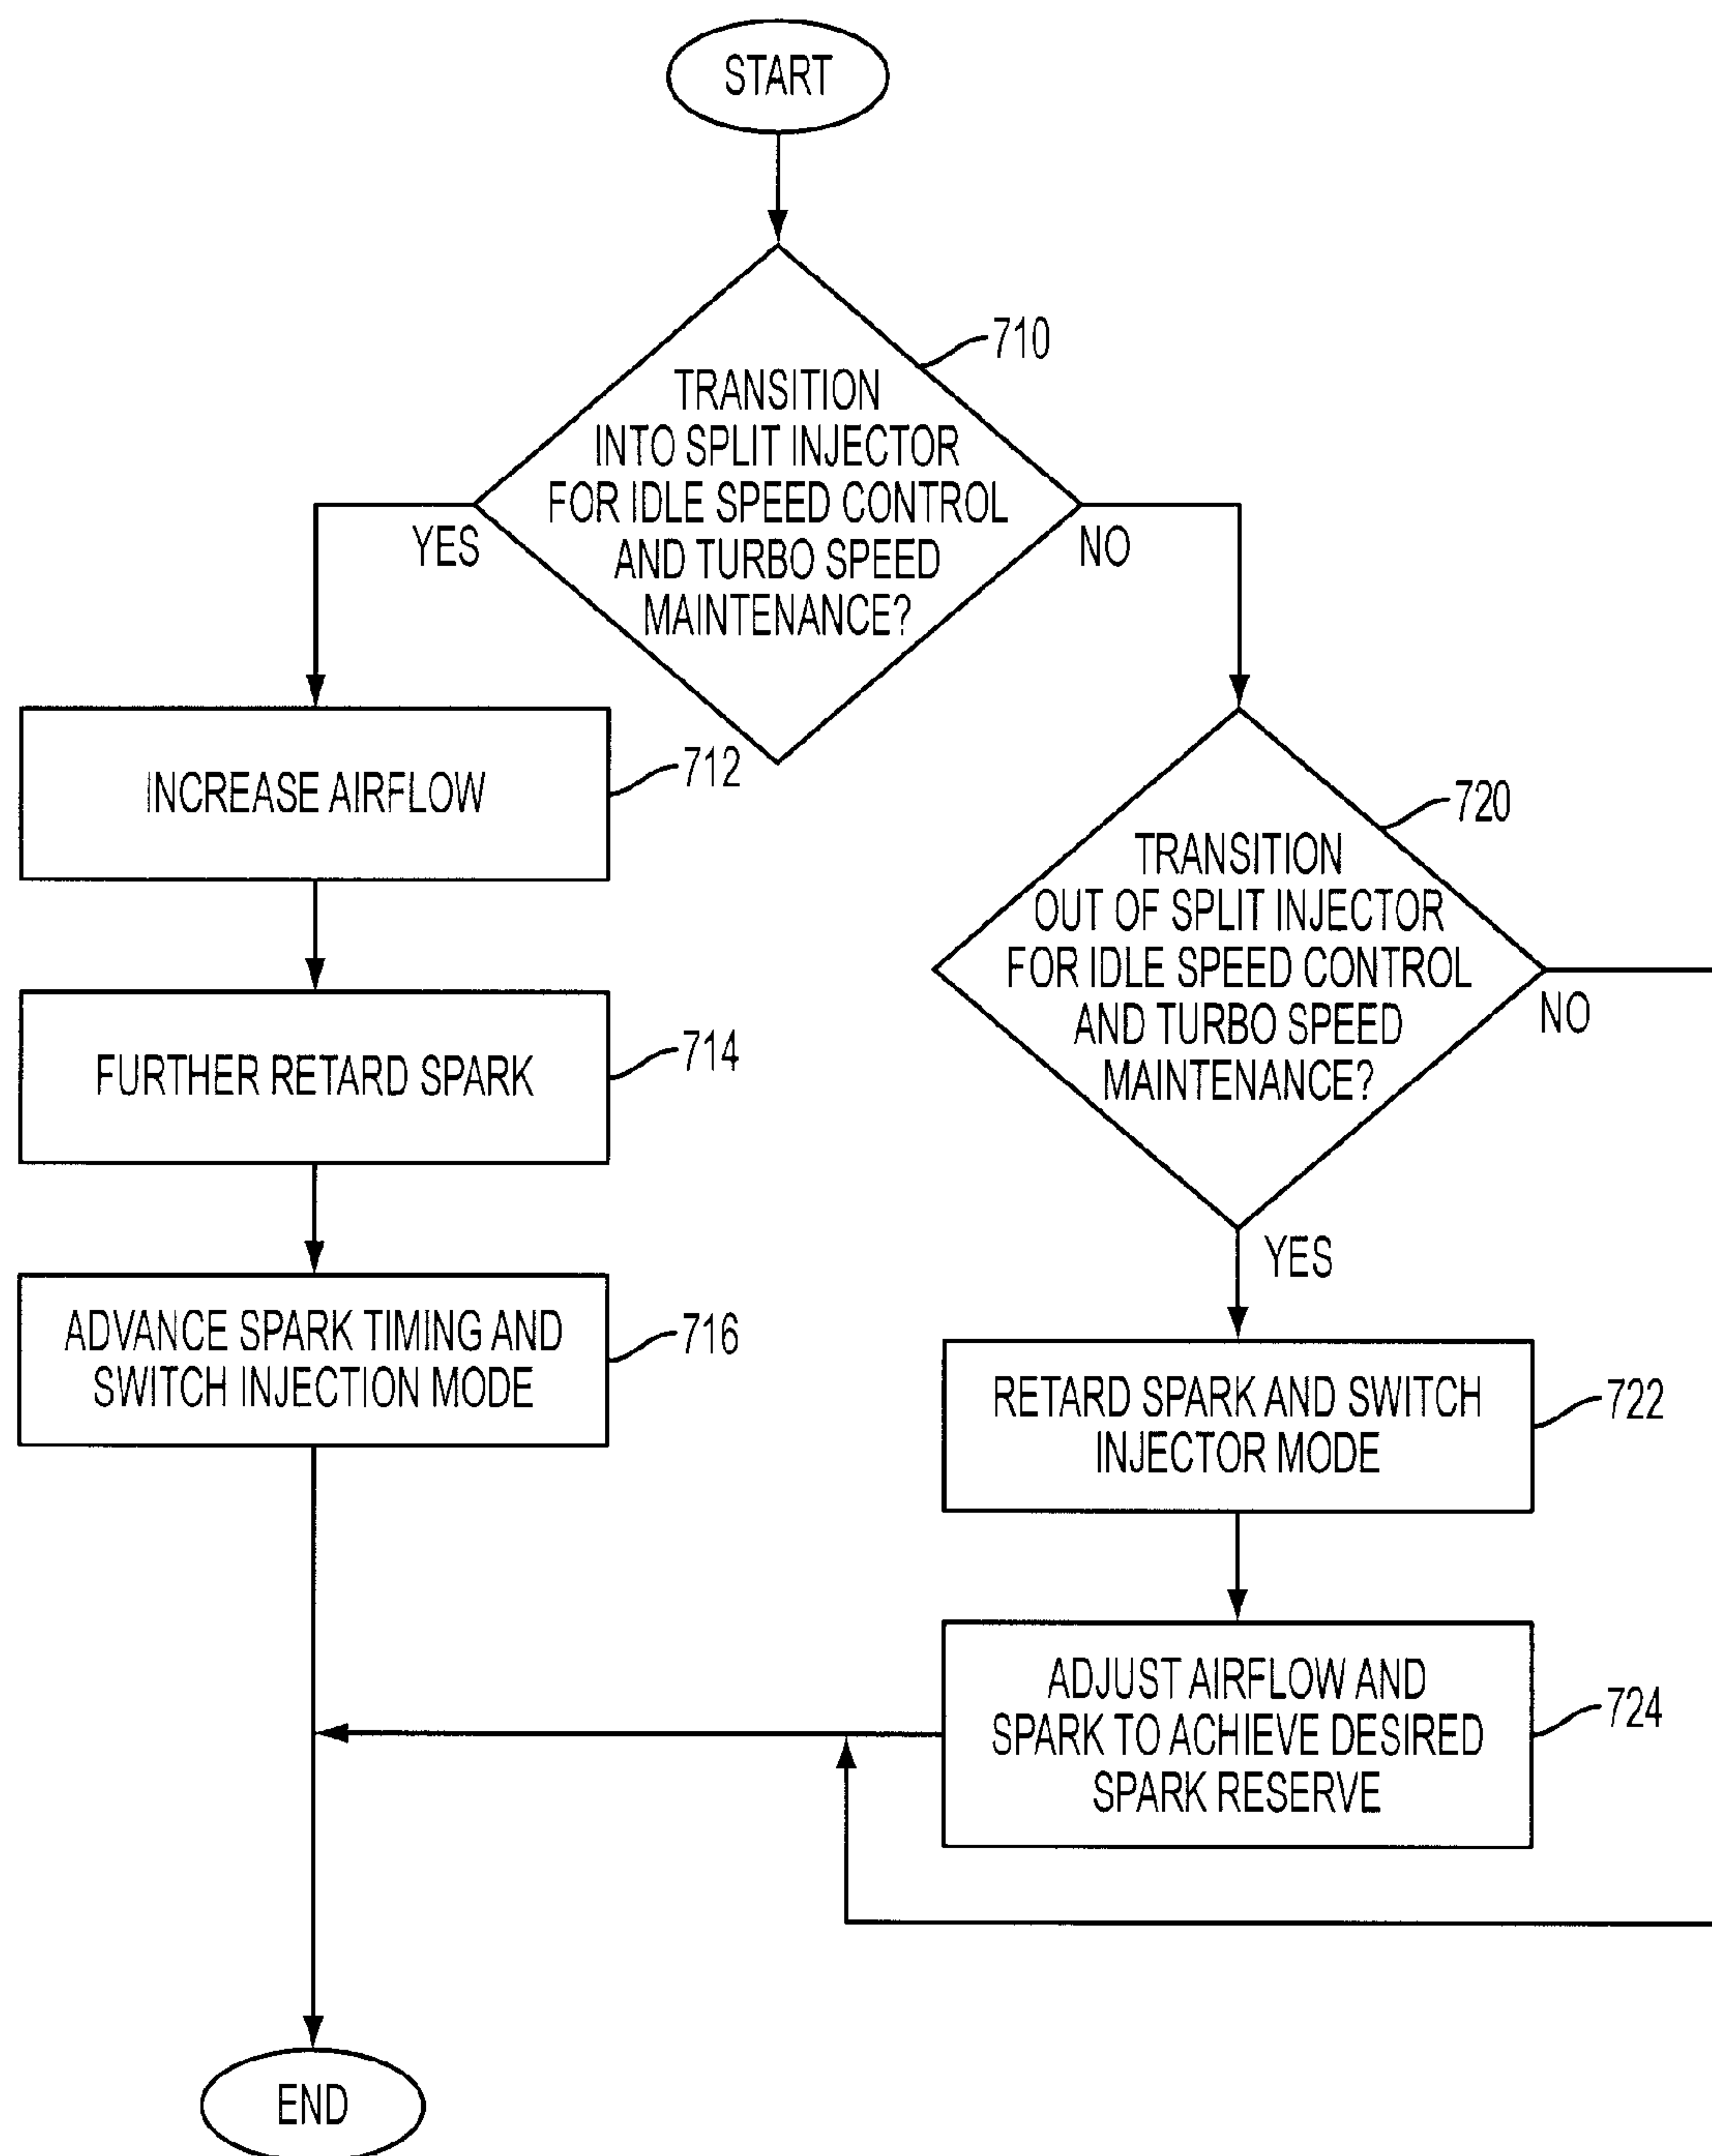 START
710
TRANSITION
INTO SPLIT INJECTOR
FOR IDLE SPEED CONTROL
AND TURBO SPEED
MAINTENANCE?
YES
NO
712
INCREASE AIRFLOW
720
TRANSITION
OUT OF SPLIT INJECTOR
FOR IDLE SPEED CONTROL
AND TURBO SPEED
MAINTENANCE?
NO
YES
714
FURTHER RETARD SPARK
716
ADVANCE SPARK TIMING AND
SWITCH INJECTION MODE
722
RETARD SPARK AND SWITCH
INJECTOR MODE
724
ADJUST AIRFLOW AND
SPARK TO ACHIEVE DESIRED
SPARK RESERVE
END